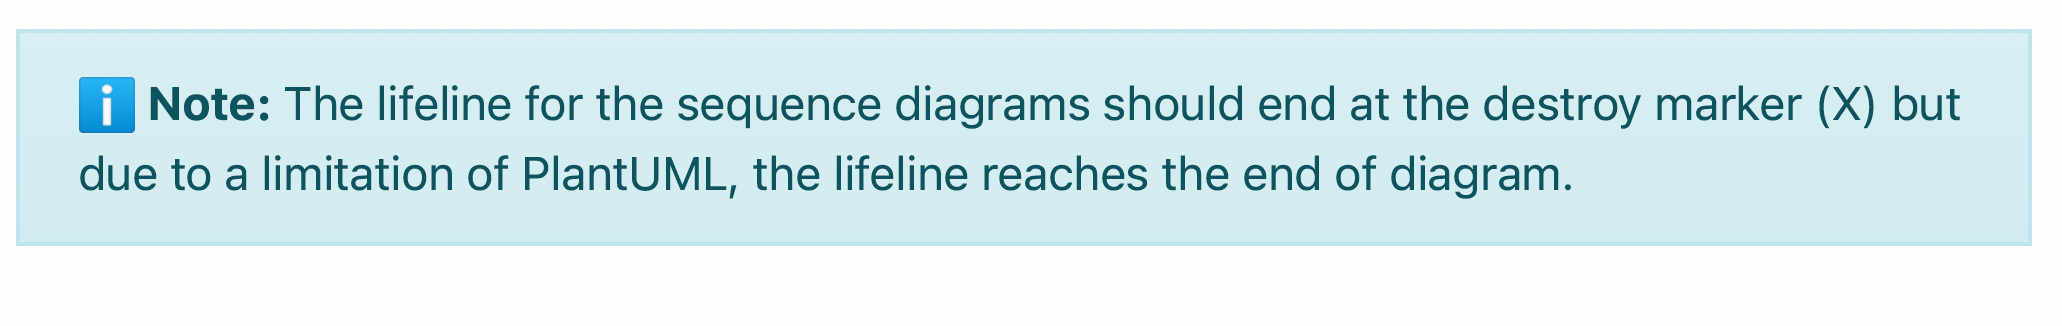 ℹ️ Note: The lifeline for the sequence diagrams should end at the destroy marker (X) but
due to a limitation of PlantUML, the lifeline reaches the end of diagram.